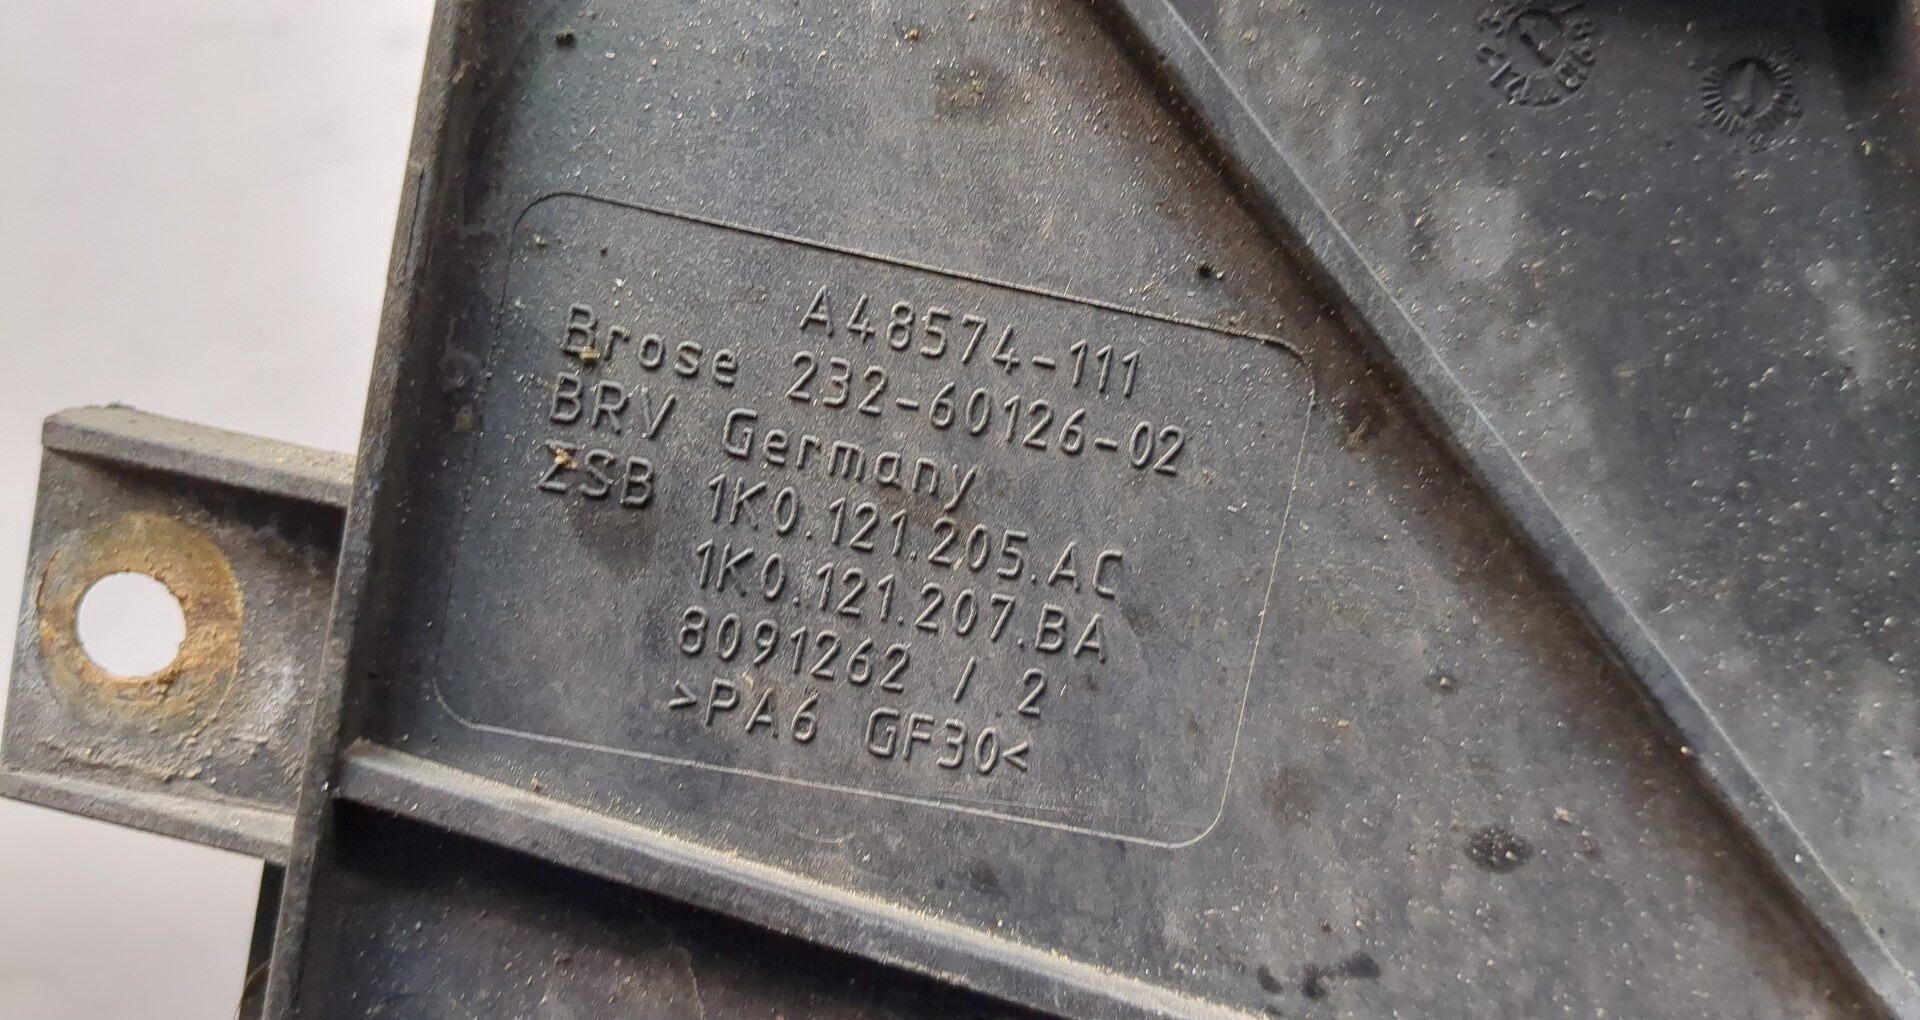 A48574-111
Brose 232-60126-02
BRV Germany
ZSB 1K0.121.205.AC
1K0.121.207.BA
8091262 / 2
>PA6 GF30<